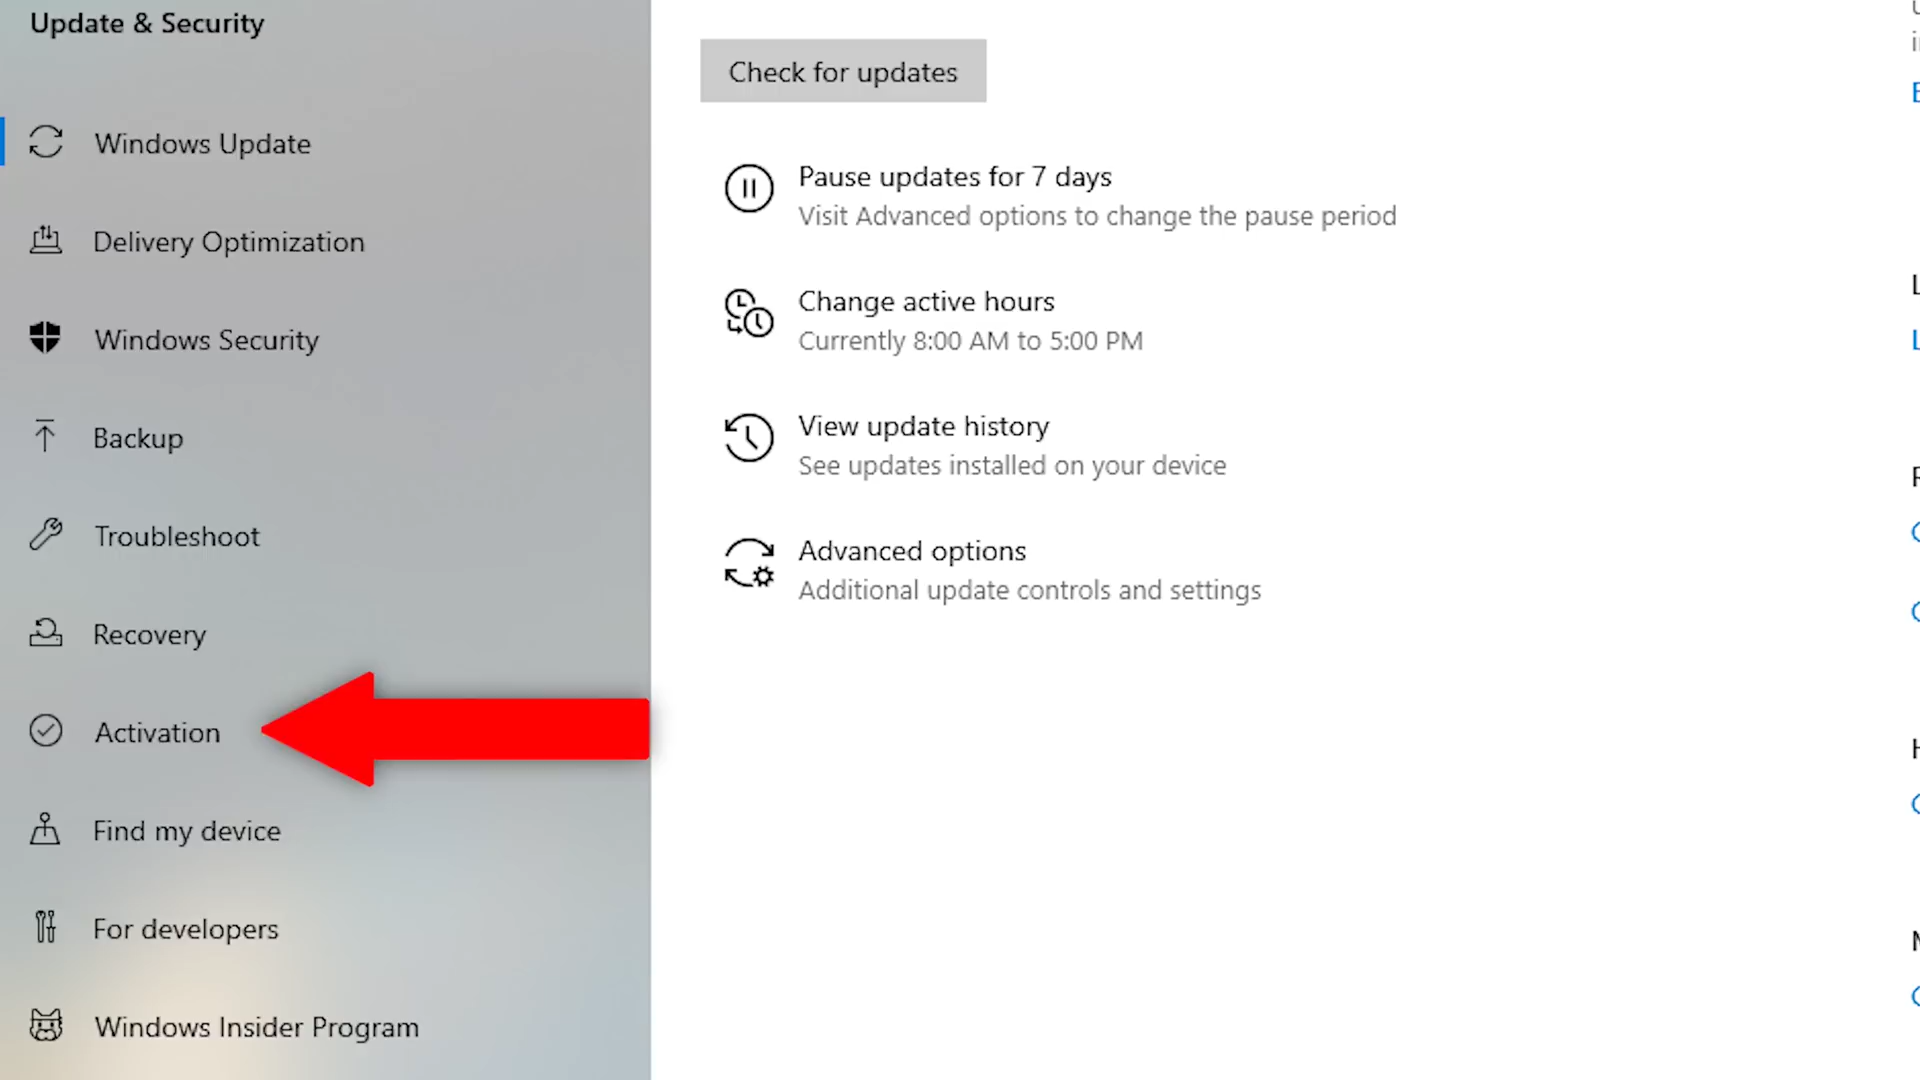 Update & Security
Windows Update
Delivery Optimization
Windows Security
Backup
Troubleshoot
Recovery
Activation
Find my device
For developers
Windows Insider Program
Check for updates
Pause updates for 7 days
Visit Advanced options to change the pause period
Change active hours
Currently 8:00 AM to 5:00 PM
View update history
See updates installed on your device
Advanced options
Additional update controls and settings